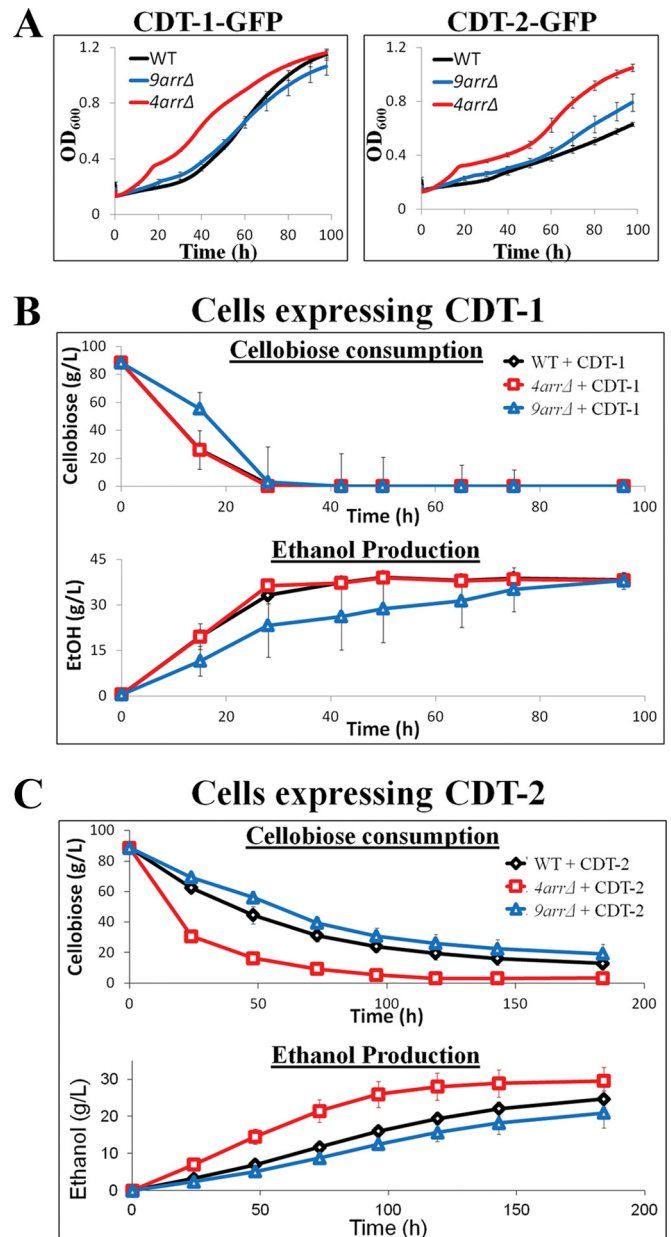 A
CDT-1-GFP
CDT-2-GFP
1.2
0.8
0.4
0
OD600
WT
9arrΔ
4arrΔ
0 20 40 60 80 100
Time (h)
1.2
0.8
0.4
0
OD600
WT
9arrΔ
4arrΔ
0 20 40 60 80 100
Time (h)
B
Cells expressing CDT-1
Cellobiose consumption
Cellobiose (g/L)
100
80
60
40
20
0
WT + CDT-1
4arrΔ + CDT-1
9arrΔ + CDT-1
0 20 40 60 80 100
Time (h)
Ethanol Production
EtOH (g/L)
45
30
15
0
0 20 40 60 80 100
Time (h)
C
Cells expressing CDT-2
Cellobiose consumption
Cellobiose (g/L)
100
80
60
40
20
0
WT + CDT-2
4arrΔ + CDT-2
9arrΔ + CDT-2
0 50 100 150 200
Time (h)
Ethanol Production
Ethanol (g/L)
30
20
10
0
0 50 100 150 200
Time (h)